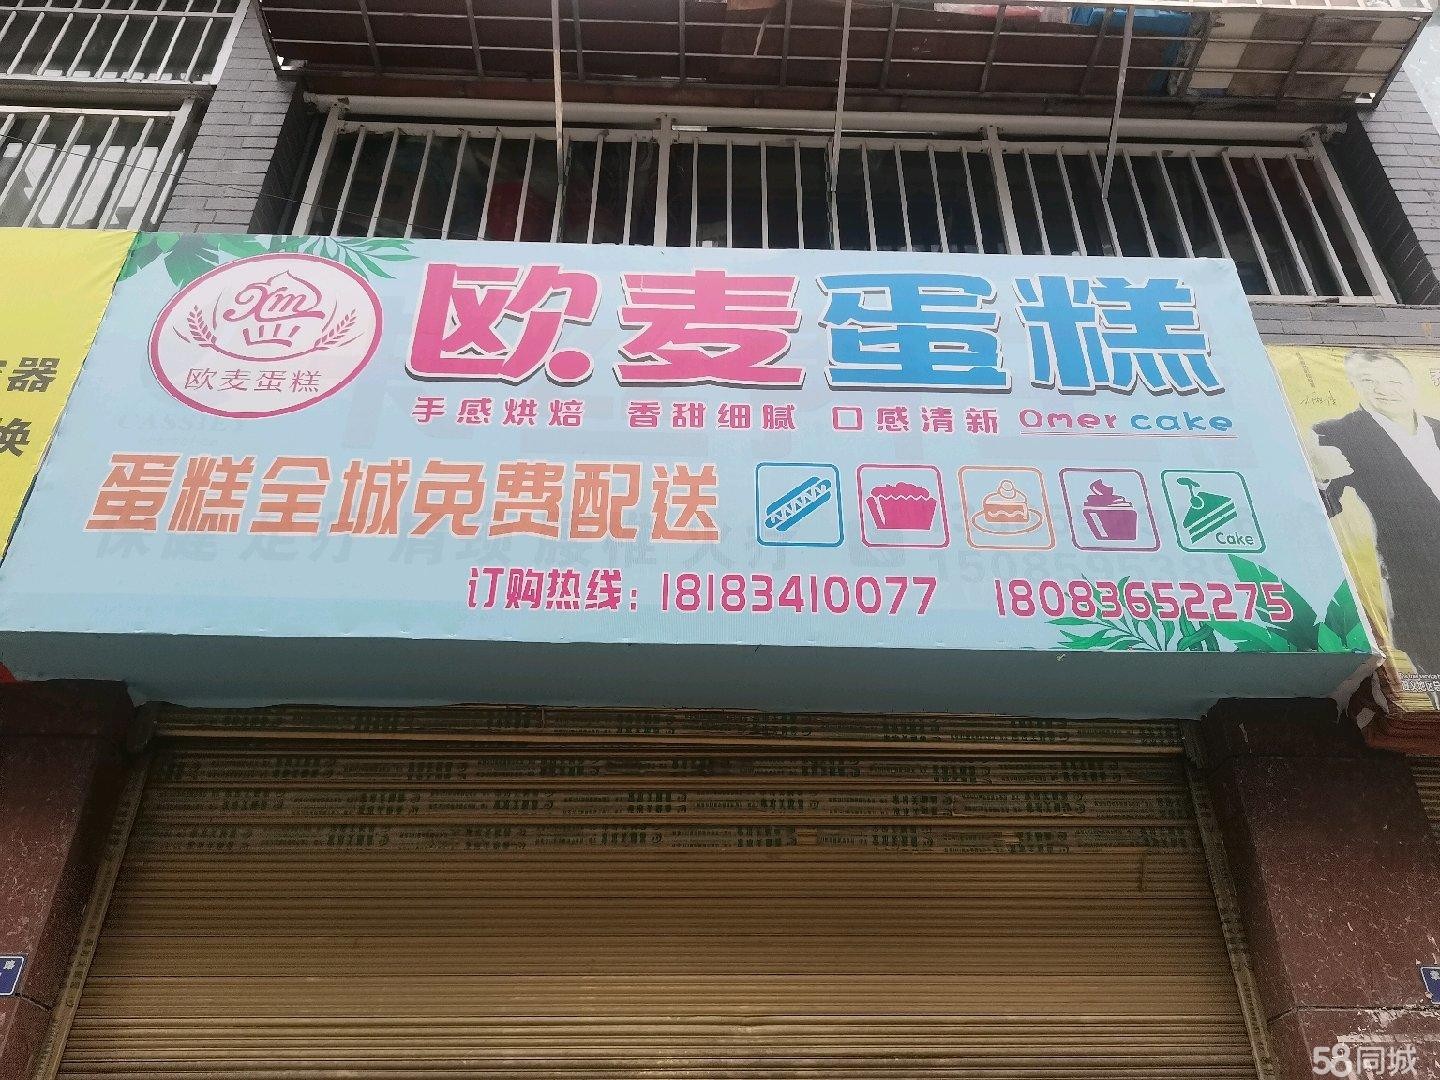 欧麦蛋糕
Xm
欧麦蛋糕
手感烘焙 香甜细腻 口感清新 Omer cake
蛋糕全城免费配送
Cake
订购热线：18183410077 18083652275
器
换
路
58同城